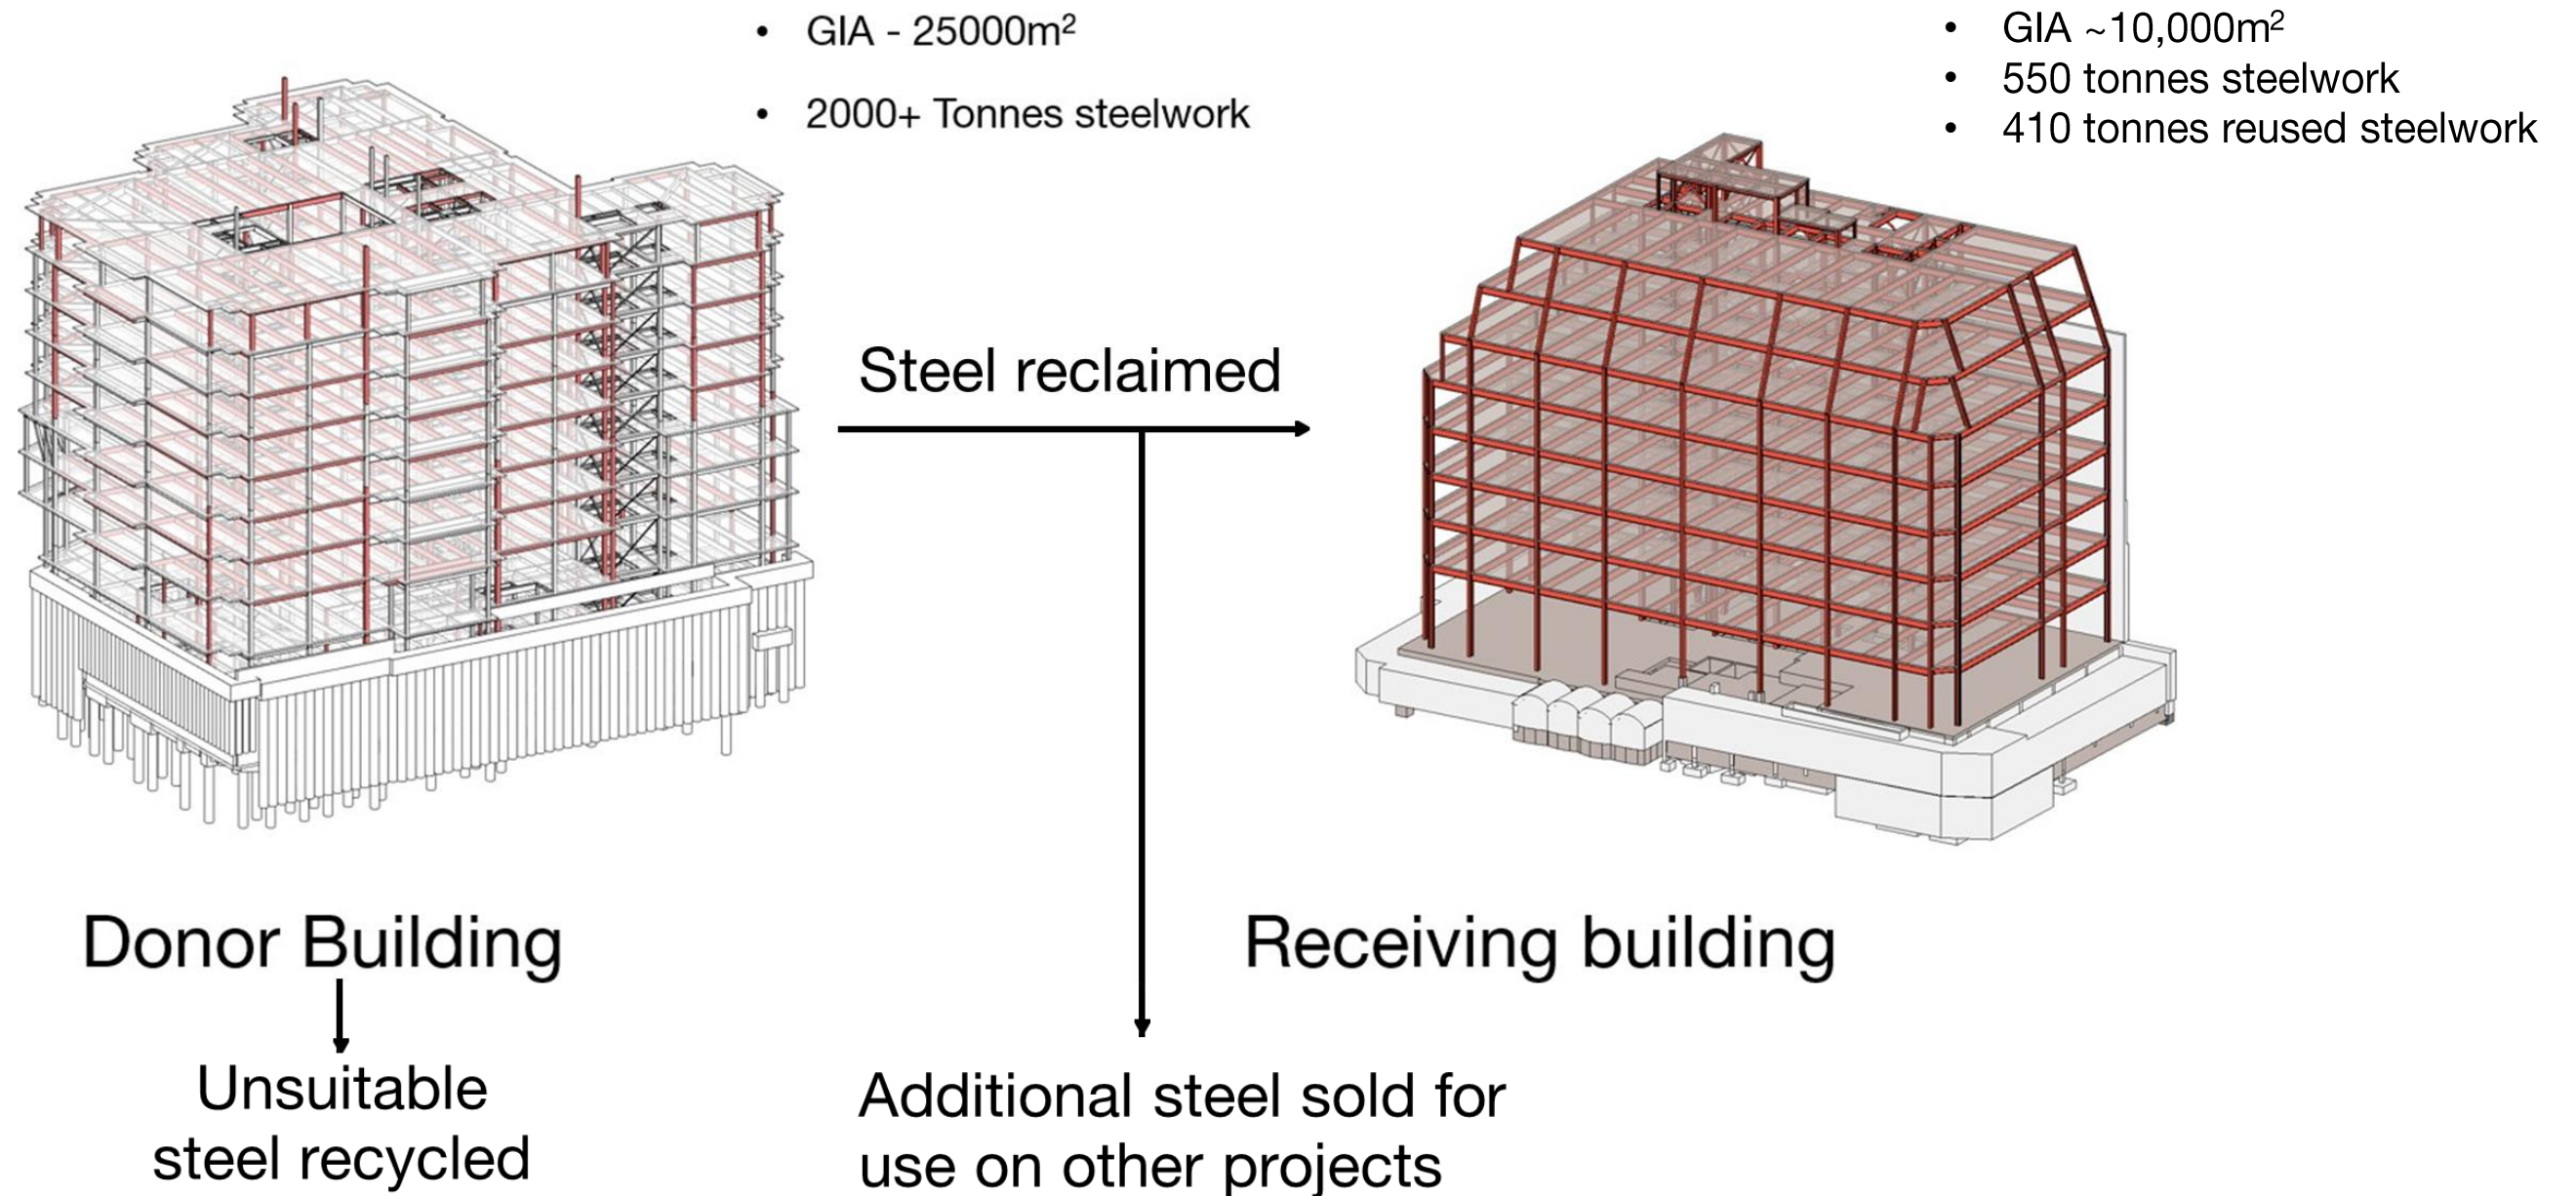 • GIA - 25000m²
• 2000+ Tonnes steelwork
• GIA ~10,000m²
• 550 tonnes steelwork
• 410 tonnes reused steelwork
Steel reclaimed
Donor Building
Receiving building
Unsuitable
steel recycled
Additional steel sold for
use on other projects